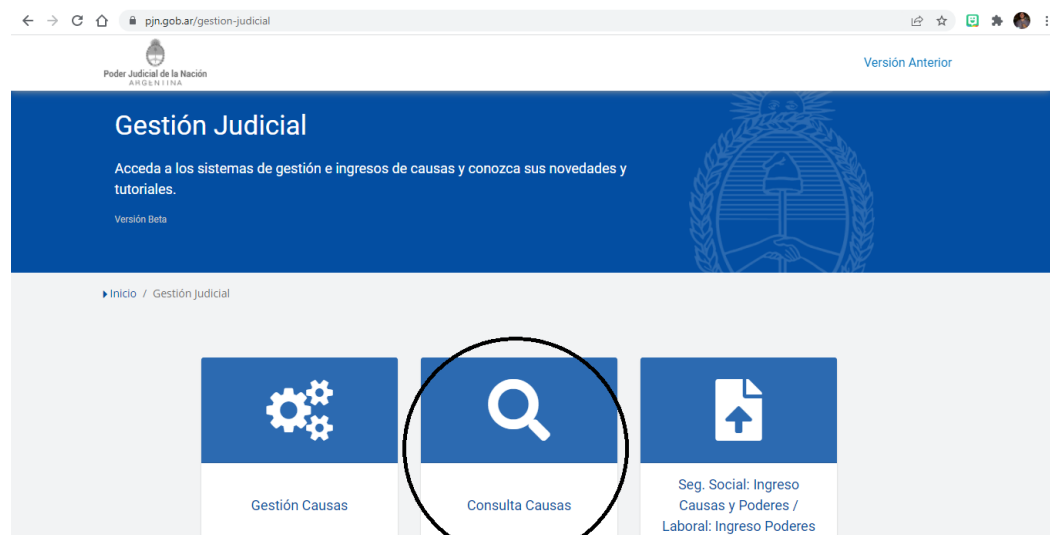 pjn.gob.ar/gestion-judicial
Poder Judicial de la Nación
ARGENTINA
Versión Anterior
Gestión Judicial
Acceda a los sistemas de gestión e ingresos de causas y conozca sus novedades y
tutoriales.
Versión Beta
Inicio / Gestión Judicial
Gestión Causas
Consulta Causas
Seg. Social: Ingreso
Causas y Poderes /
Laboral: Ingreso Poderes